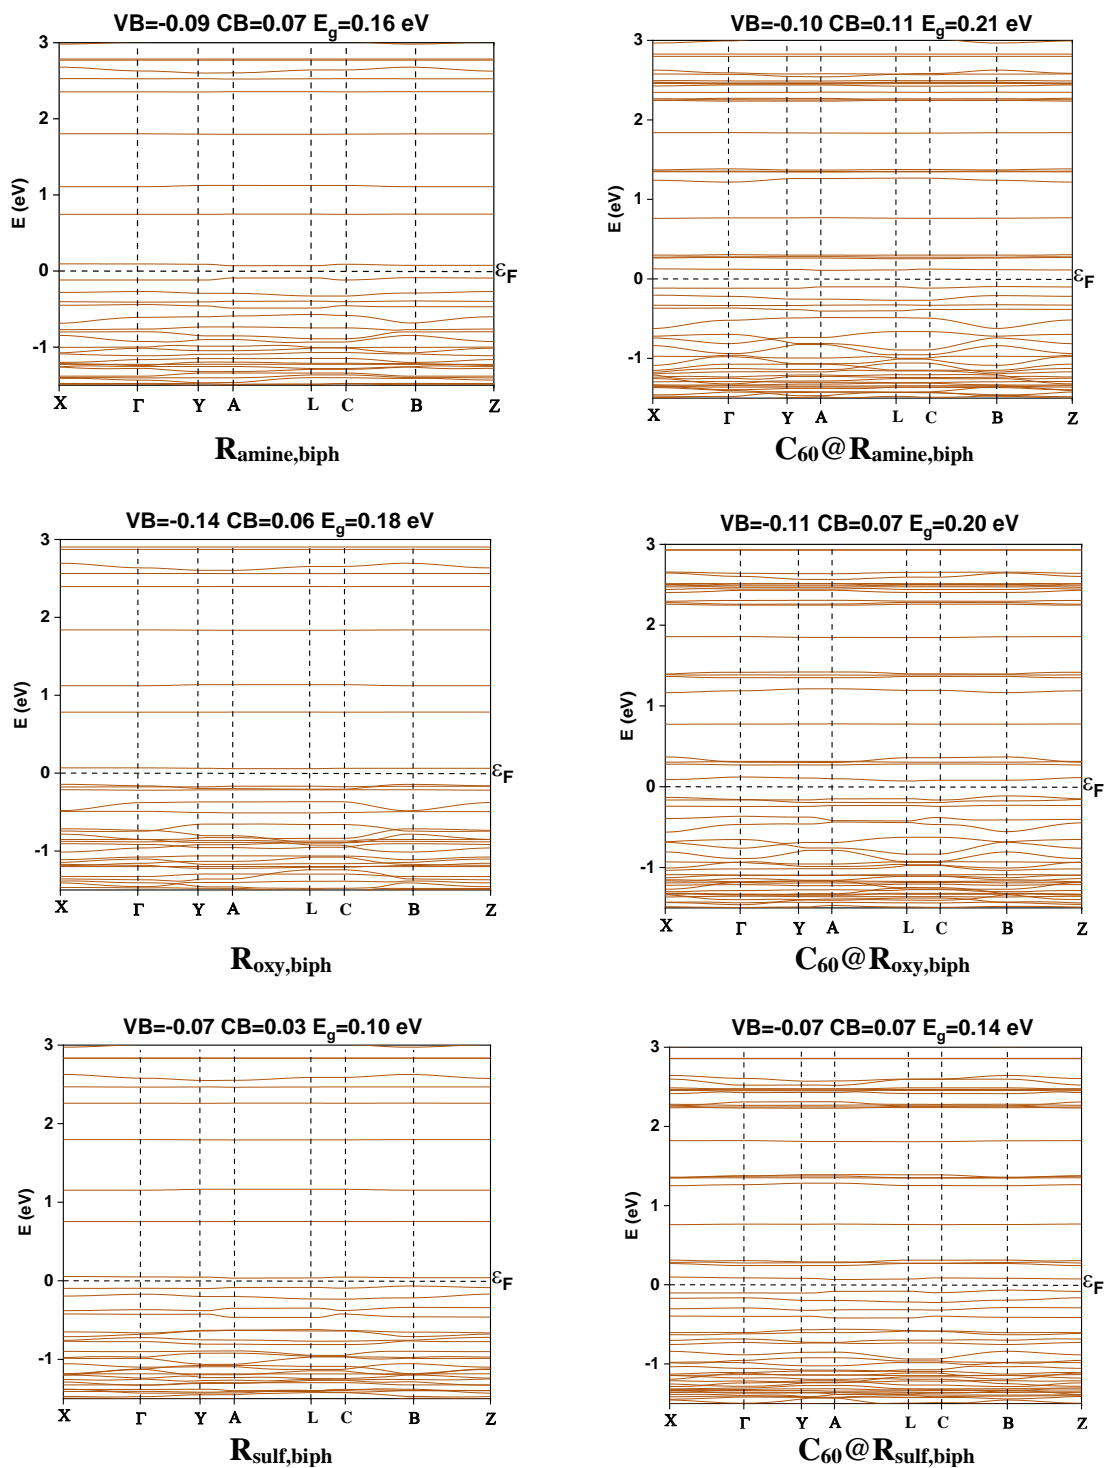 VB=-0.09 CB=0.07 Eg=0.16 eV
3
2
1
0
-1
E (eV)
εF
X Γ Y A L C B Z
Ramine,biph
VB=-0.10 CB=0.11 Eg=0.21 eV
3
2
1
0
-1
E (eV)
εF
X Γ Y A L C B Z
C60@Ramine,biph
VB=-0.14 CB=0.06 Eg=0.18 eV
3
2
1
0
-1
E (eV)
εF
X Γ Y A L C B Z
Roxy,biph
VB=-0.11 CB=0.07 Eg=0.20 eV
3
2
1
0
-1
E (eV)
εF
X Γ Y A L C B Z
C60@Roxy,biph
VB=-0.07 CB=0.03 Eg=0.10 eV
3
2
1
0
-1
E (eV)
εF
X Γ Y A L C B Z
Rsulf,biph
VB=-0.07 CB=0.07 Eg=0.14 eV
3
2
1
0
-1
E (eV)
εF
X Γ Y A L C B Z
C60@Rsulf,biph